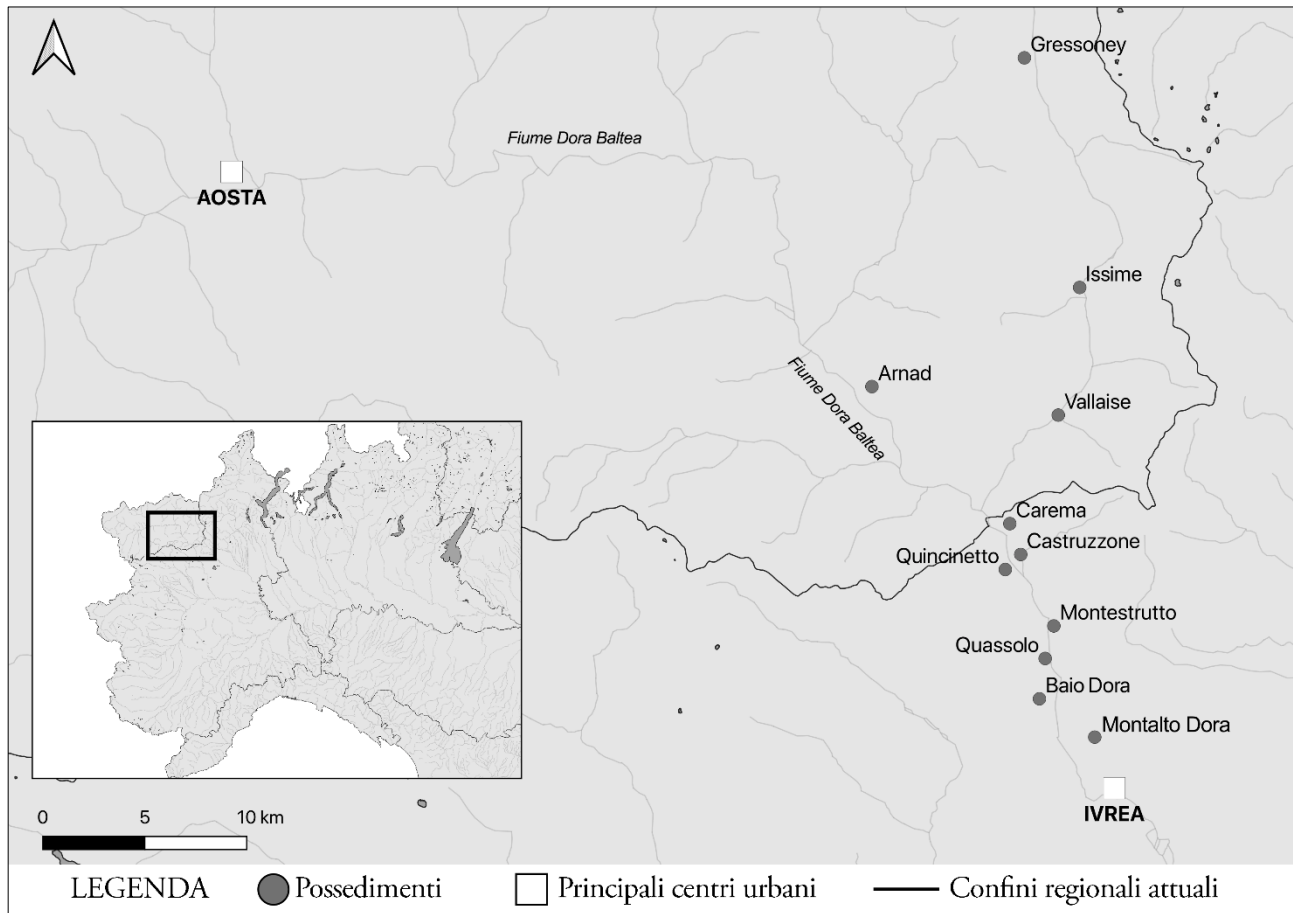 Gressoney
Fiume Dora Baltea
AOSTA
Issime
Fiume Dora Baltea
Arnad
Vallaise
Carema
Castruzzone
Quincinetto
Montestrutto
Quassolo
Baio Dora
Montalto Dora
IVREA
0 5 10 km
LEGENDA Possedimenti Principali centri urbani Confini regionali attuali